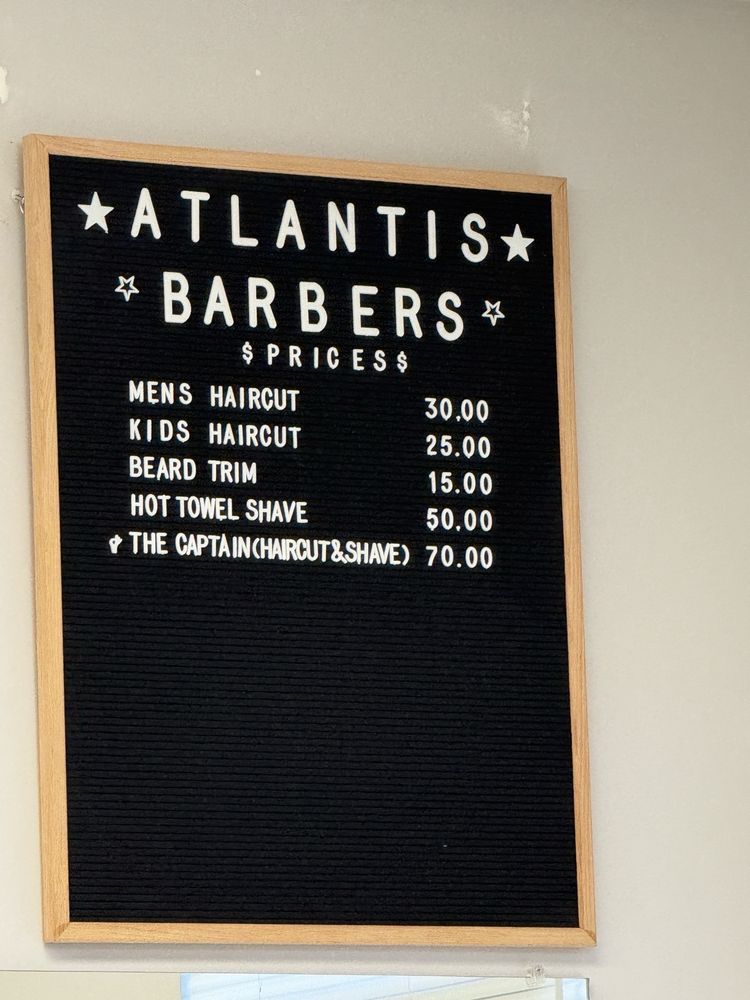 ★ATLANTIS★
☆BARBERS☆
$PRICES$
MENS HAIRCUT 30.00
KIDS HAIRCUT 25.00
BEARD TRIM 15.00
HOT TOWEL SHAVE 50.00
THE CAPTAIN(HAIRCUT&SHAVE) 70.00